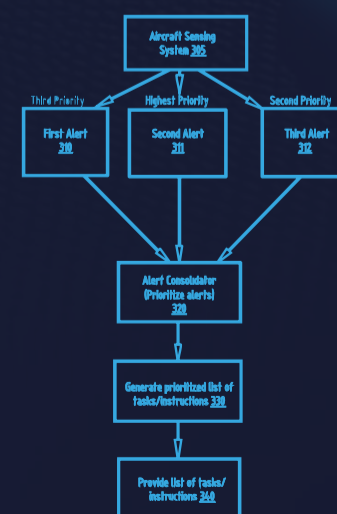 Aircraft Sensing
System 305
Third Priority
Highest Priority
Second Priority
First Alert
310
Second Alert
311
Third Alert
312
Alert Consolidator
(Prioritize alerts)
320
Generate prioritized list of
tasks/instructions 330
Provide list of tasks/
instructions 340